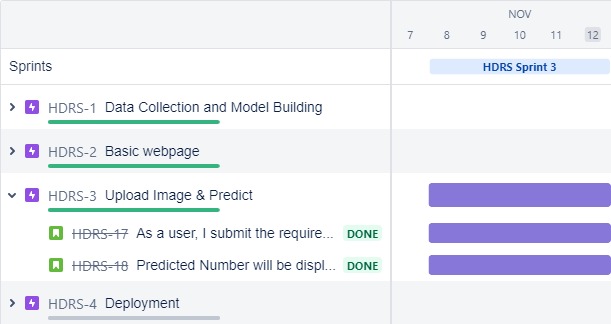 NOV
7 8 9 10 11 12
Sprints
HDRS Sprint 3
HDRS-1 Data Collection and Model Building
HDRS-2 Basic webpage
HDRS-3 Upload Image & Predict
HDRS-17 As a user, I submit the require... DONE
HDRS-18 Predicted Number will be displ... DONE
HDRS-4 Deployment